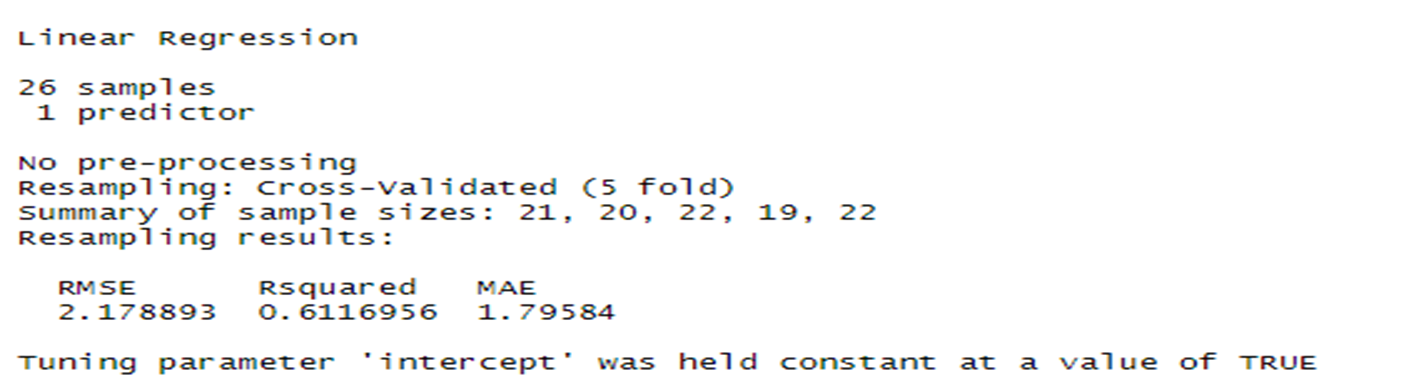 Linear Regression
26 samples
1 predictor
No pre-processing
Resampling: Cross-Validated (5 fold)
Summary of sample sizes: 21, 20, 22, 19, 22
Resampling results:
RMSE Rsquared MAE
2.178893 0.6116956 1.79584
Tuning parameter 'intercept' was held constant at a value of TRUE